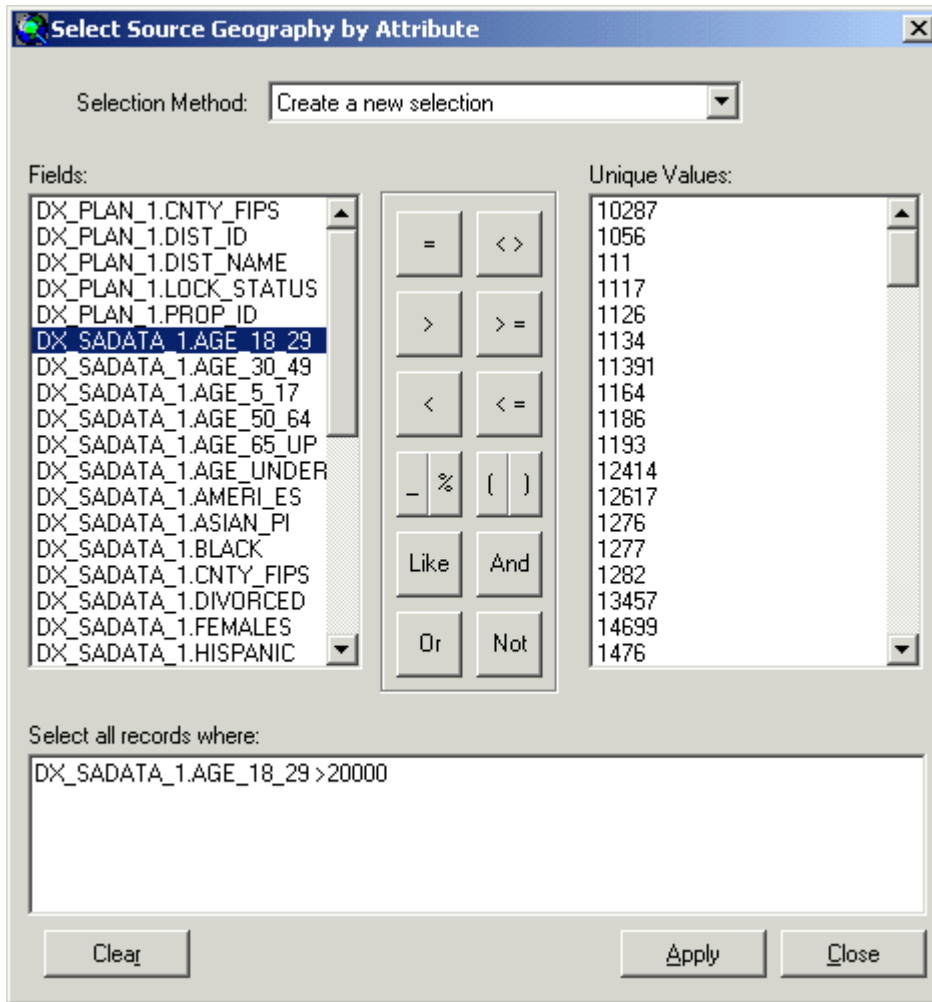 Select Source Geography by Attribute
Selection Method: Create a new selection
Fields:
DX_PLAN_1.CNTY_FIPS
DX_PLAN_1.DIST_ID
DX_PLAN_1.DIST_NAME
DX_PLAN_1.LOCK_STATUS
DX_PLAN_1.PROP_ID
DX_SADATA_1.AGE_18_29
DX_SADATA_1.AGE_30_49
DX_SADATA_1.AGE_5_17
DX_SADATA_1.AGE_50_64
DX_SADATA_1.AGE_65_UP
DX_SADATA_1.AGE_UNDER
DX_SADATA_1.AMERI_ES
DX_SADATA_1.ASIAN_PI
DX_SADATA_1.BLACK
DX_SADATA_1.CNTY_FIPS
DX_SADATA_1.DIVORCED
DX_SADATA_1.FEMALES
DX_SADATA_1.HISPANIC
= < >
> > =
< < =
_ % ( )
Like And
Or Not
Unique Values:
10287
1056
111
1117
1126
1134
11391
1164
1186
1193
12414
12617
1276
1277
1282
13457
14699
1476
Select all records where:
DX_SADATA_1.AGE_18_29 >20000
Clear Apply Close